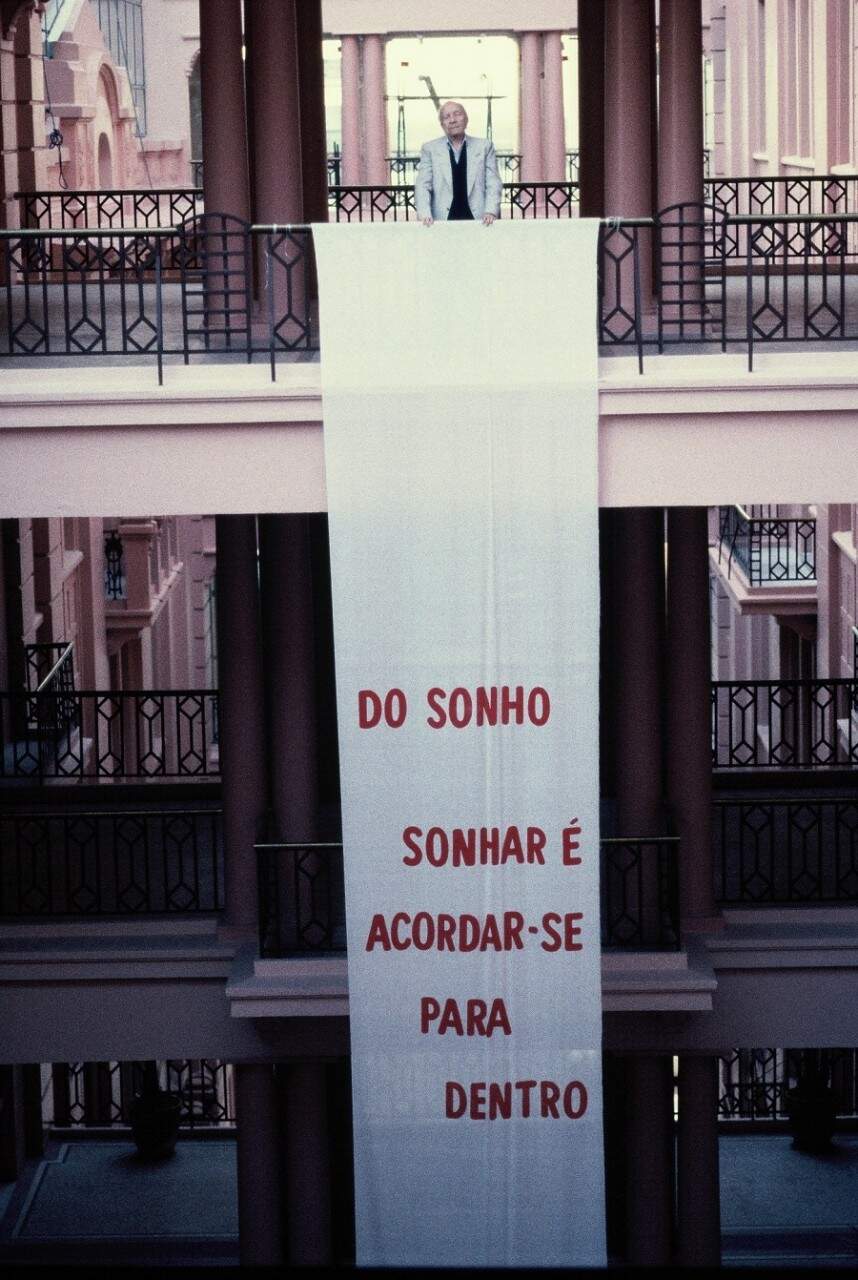 DO SONHO
SONHAR É
ACORDAR-SE
PARA
DENTRO